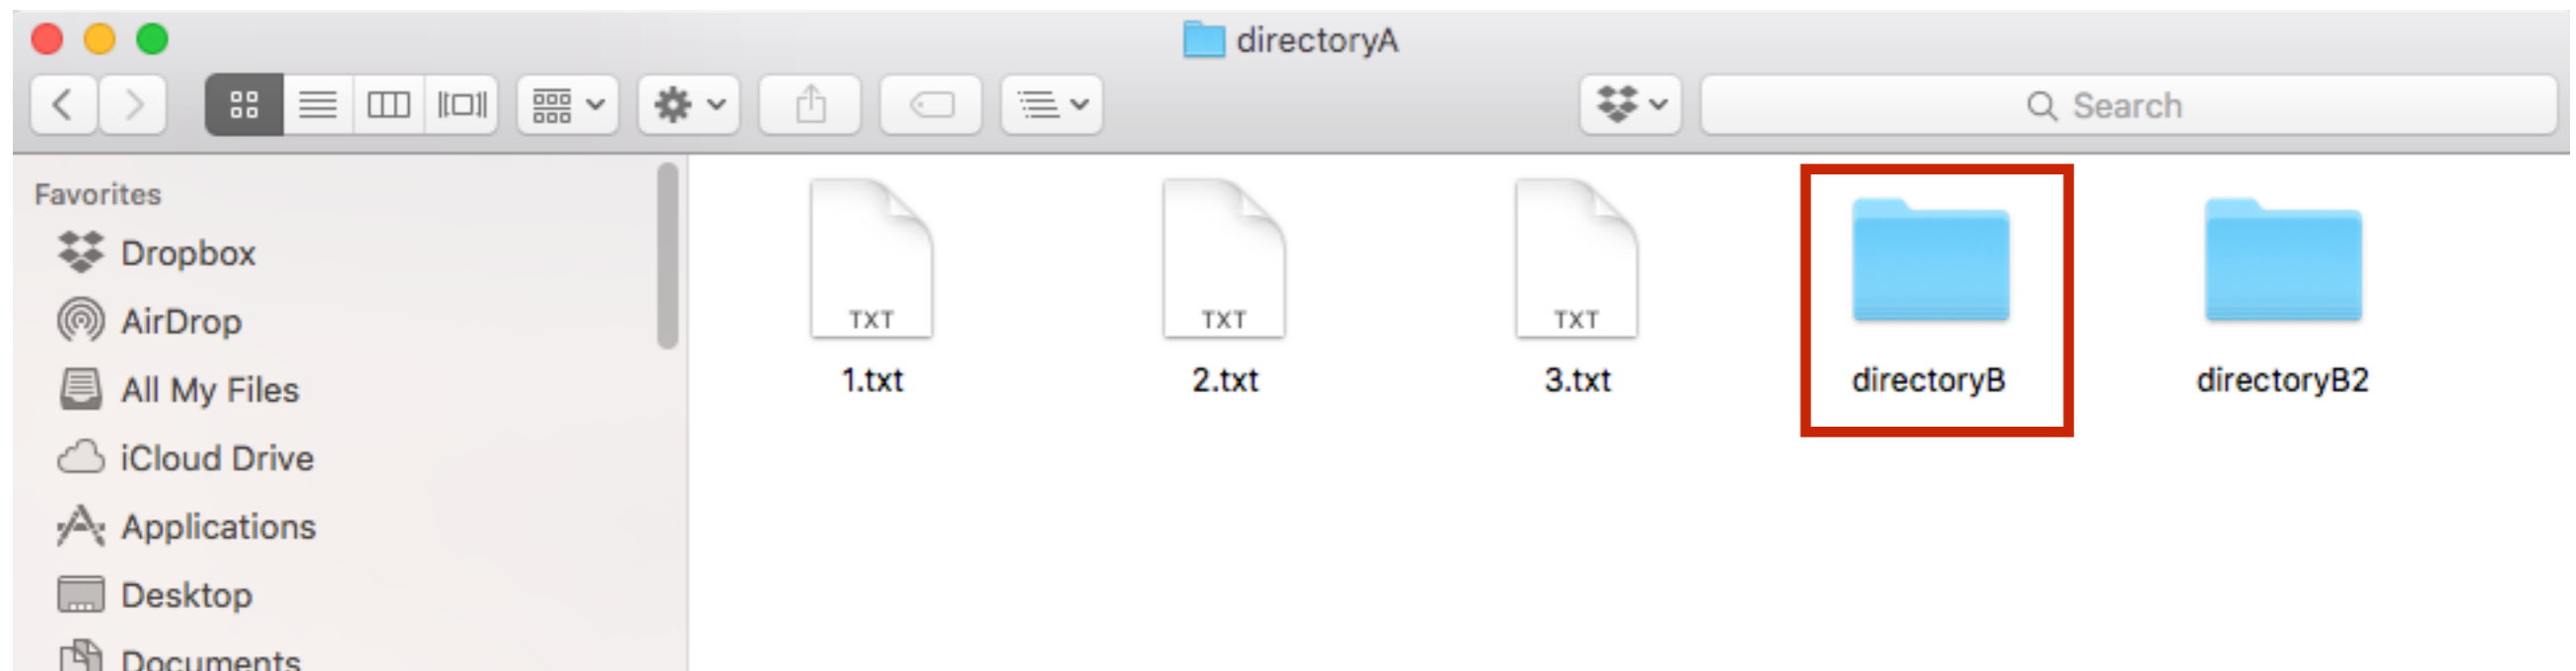 directoryA
Search
Favorites
Dropbox
AirDrop
All My Files
iCloud Drive
Applications
Desktop
Documents
TXT TXT TXT
1.txt 2.txt 3.txt directoryB directoryB2